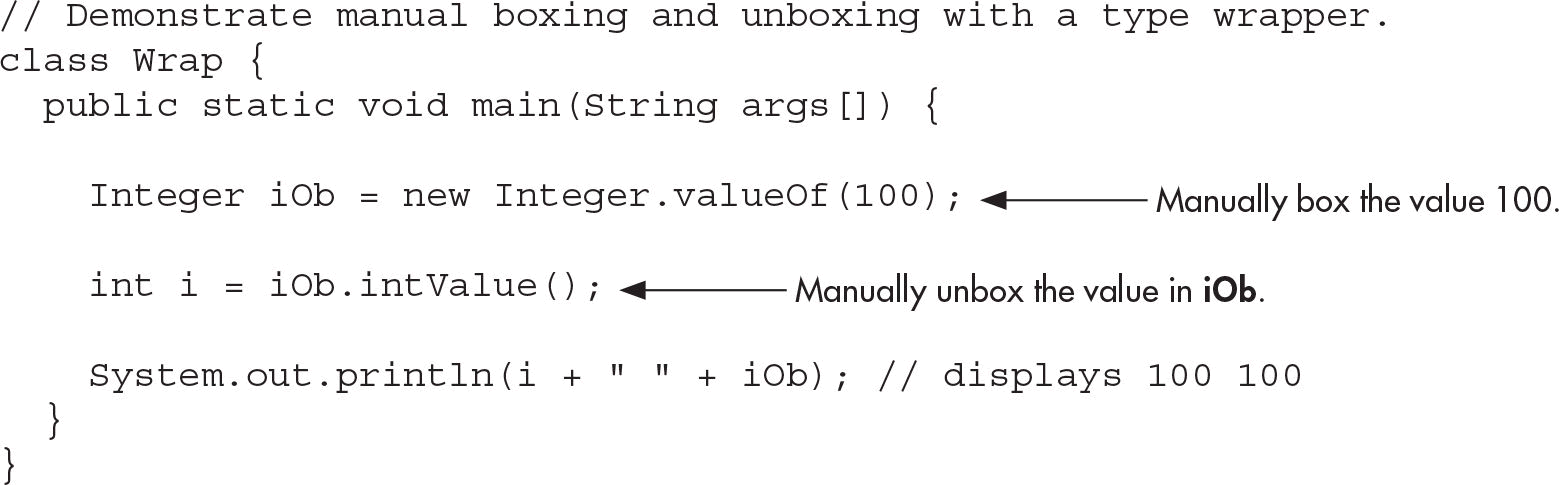 // Demonstrate manual boxing and unboxing with a type wrapper.
class Wrap {
  public static void main(String args[]) {
    Integer iOb = new Integer.valueOf(100); Manually box the value 100.
    int i = iOb.intValue(); Manually unbox the value in iOb.
    System.out.println(i + " " + iOb); // displays 100 100
  }
}